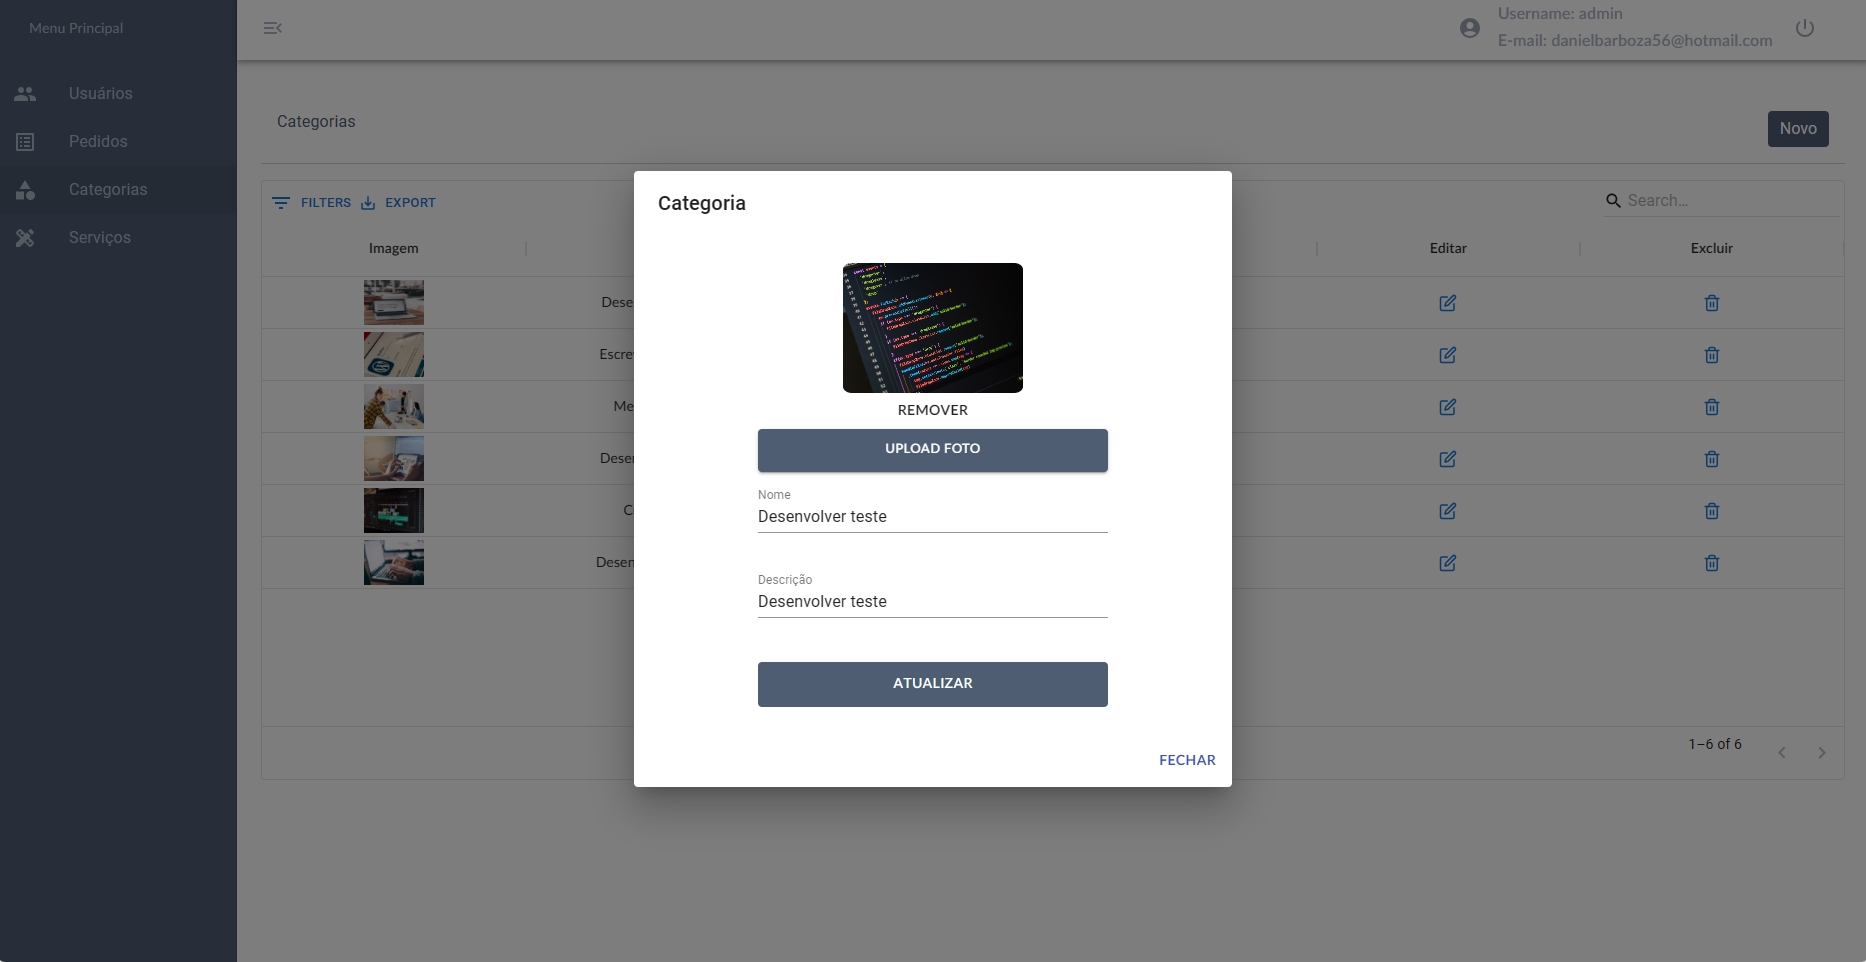 Menu Principal
Username: admin
E-mail: danielbarboza56@hotmail.com
Usuários
Pedidos
Categorias
Serviços
Categorias
Novo
FILTERS
EXPORT
Search…
Imagem
Editar
Excluir
Dese
Escre
Me
Deser
C
Desen
1–6 of 6
Categoria
REMOVER
UPLOAD FOTO
Nome
Desenvolver teste
Descrição
Desenvolver teste
ATUALIZAR
FECHAR